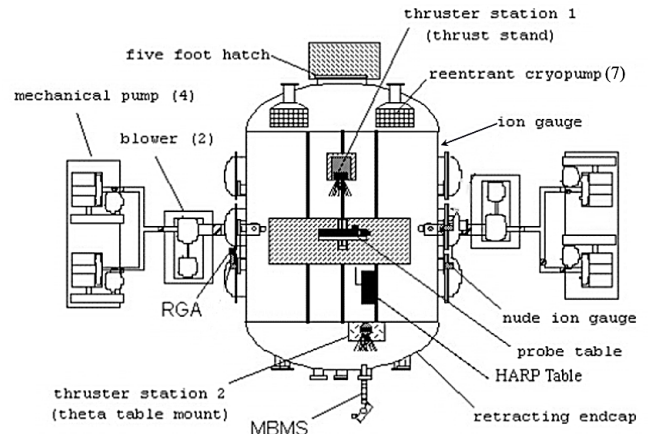 thruster station 1
(thrust stand)
five foot hatch
reentrant cryopump(7)
mechanical pump (4)
ion gauge
blower (2)
RGA
nude ion gauge
probe table
HARP Table
thruster station 2
(theta table mount)
retracting endcap
MBMS